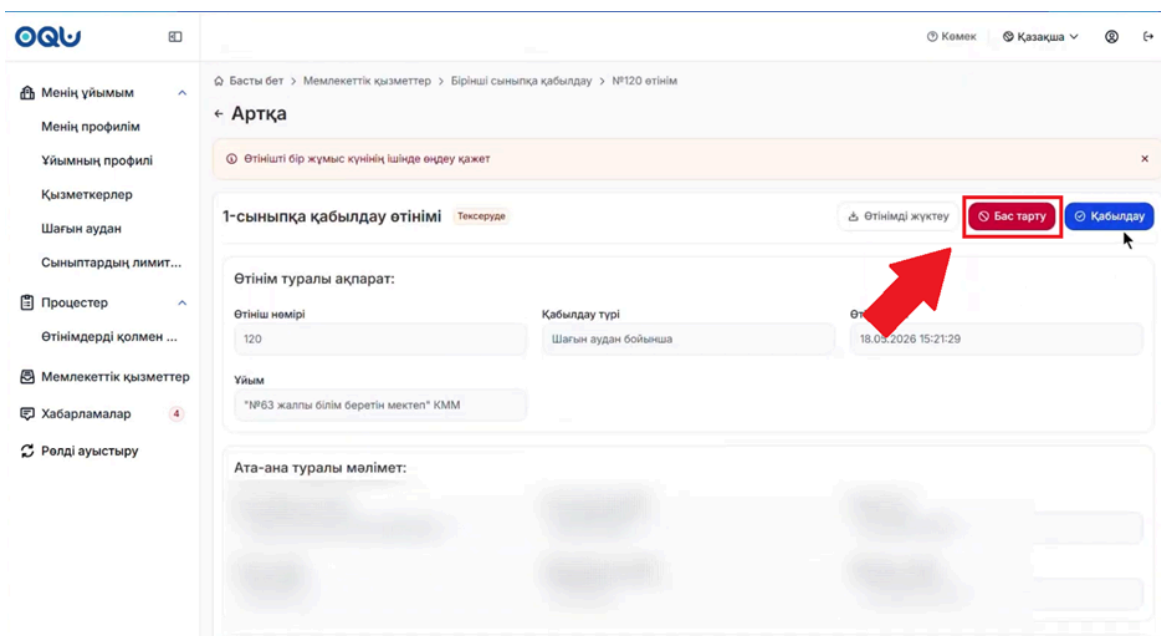 OQU
Көмек
Қазақша
Басты бет > Мемлекеттік қызметтер > Бірінші сыныпқа қабылдау > №120 өтінім
Менің ұйымым
Менің профилім
Ұйымның профилі
Қызметкерлер
Шағын аудан
Сыныптардың лимит...
Процестер
Өтінімдерді қолмен ...
Мемлекеттік қызметтер
Хабарламалар 4
Рөлді ауыстыру
← Артқа
Өтінішті бір жұмыс күнінің ішінде өңдеу қажет
1-сыныпқа қабылдау өтінімі Тексеруде
Өтінімді жүктеу
Бас тарту
Қабылдау
Өтінім туралы ақпарат:
Өтініш нөмірі
120
Қабылдау түрі
Шағын аудан бойынша
18.05.2026 15:21:29
Ұйым
"№63 жалпы білім беретін мектеп" КММ
Ата-ана туралы мәлімет: